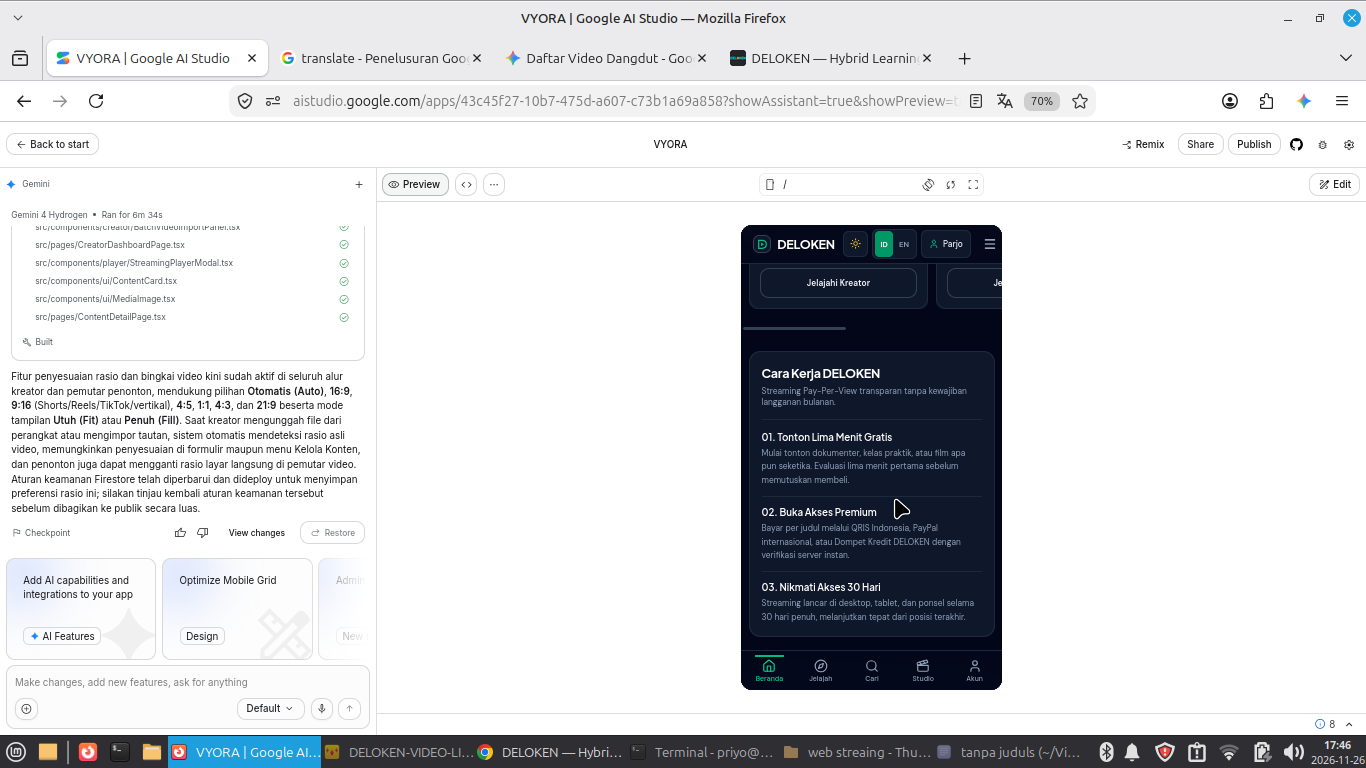 VYORA | Google AI Studio — Mozilla Firefox
VYORA | Google AI Studio
translate - Penelusuran Goo
Daftar Video Dangdut - Goo
DELOKEN — Hybrid Learnin
aistudio.google.com/apps/43c45f27-10b7-475d-a607-c73b1a69a858?showAssistant=true&showPreview=t
70%
Back to start
VYORA
Remix
Share
Publish
Gemini
Preview
/
Edit
Gemini 4 Hydrogen • Ran for 6m 34s
src/components/creator/BatchVideoImportPanel.tsx
src/pages/CreatorDashboardPage.tsx
src/components/player/StreamingPlayerModal.tsx
src/components/ui/ContentCard.tsx
src/components/ui/MediaImage.tsx
src/pages/ContentDetailPage.tsx
Built
Fitur penyesuaian rasio dan bingkai video kini sudah aktif di seluruh alur
kreator dan pemutar penonton, mendukung pilihan Otomatis (Auto), 16:9,
9:16 (Shorts/Reels/TikTok/vertikal), 4:5, 1:1, 4:3, dan 21:9 beserta mode
tampilan Utuh (Fit) atau Penuh (Fill). Saat kreator mengunggah file dari
perangkat atau mengimpor tautan, sistem otomatis mendeteksi rasio asli
video, memungkinkan penyesuaian di formulir maupun menu Kelola Konten,
dan penonton juga dapat mengganti rasio layar langsung di pemutar video.
Aturan keamanan Firestore telah diperbarui dan dideploy untuk menyimpan
preferensi rasio ini; silakan tinjau kembali aturan keamanan tersebut
sebelum dibagikan ke publik secara luas.
Checkpoint
View changes
Restore
Add AI capabilities and
integrations to your app
AI Features
Optimize Mobile Grid
Design
Admin
New
Make changes, add new features, ask for anything
Default
DELOKEN
ID
EN
Parjo
Jelajahi Kreator
Je
Cara Kerja DELOKEN
Streaming Pay-Per-View transparan tanpa kewajiban
langganan bulanan.
01. Tonton Lima Menit Gratis
Mulai tonton dokumenter, kelas praktik, atau film apa
pun seketika. Evaluasi lima menit pertama sebelum
memutuskan membeli.
02. Buka Akses Premium
Bayar per judul melalui QRIS Indonesia, PayPal
internasional, atau Dompet Kredit DELOKEN dengan
verifikasi server instan.
03. Nikmati Akses 30 Hari
Streaming lancar di desktop, tablet, dan ponsel selama
30 hari penuh, melanjutkan tepat dari posisi terakhir.
Beranda
Jelajah
Cari
Studio
Akun
8
VYORA | Google AI...
DELOKEN-VIDEO-LI...
DELOKEN — Hybri...
Terminal - priyo@...
web streaing - Thu...
tanpa juduls (~/Vi...
17:46
2026-11-26